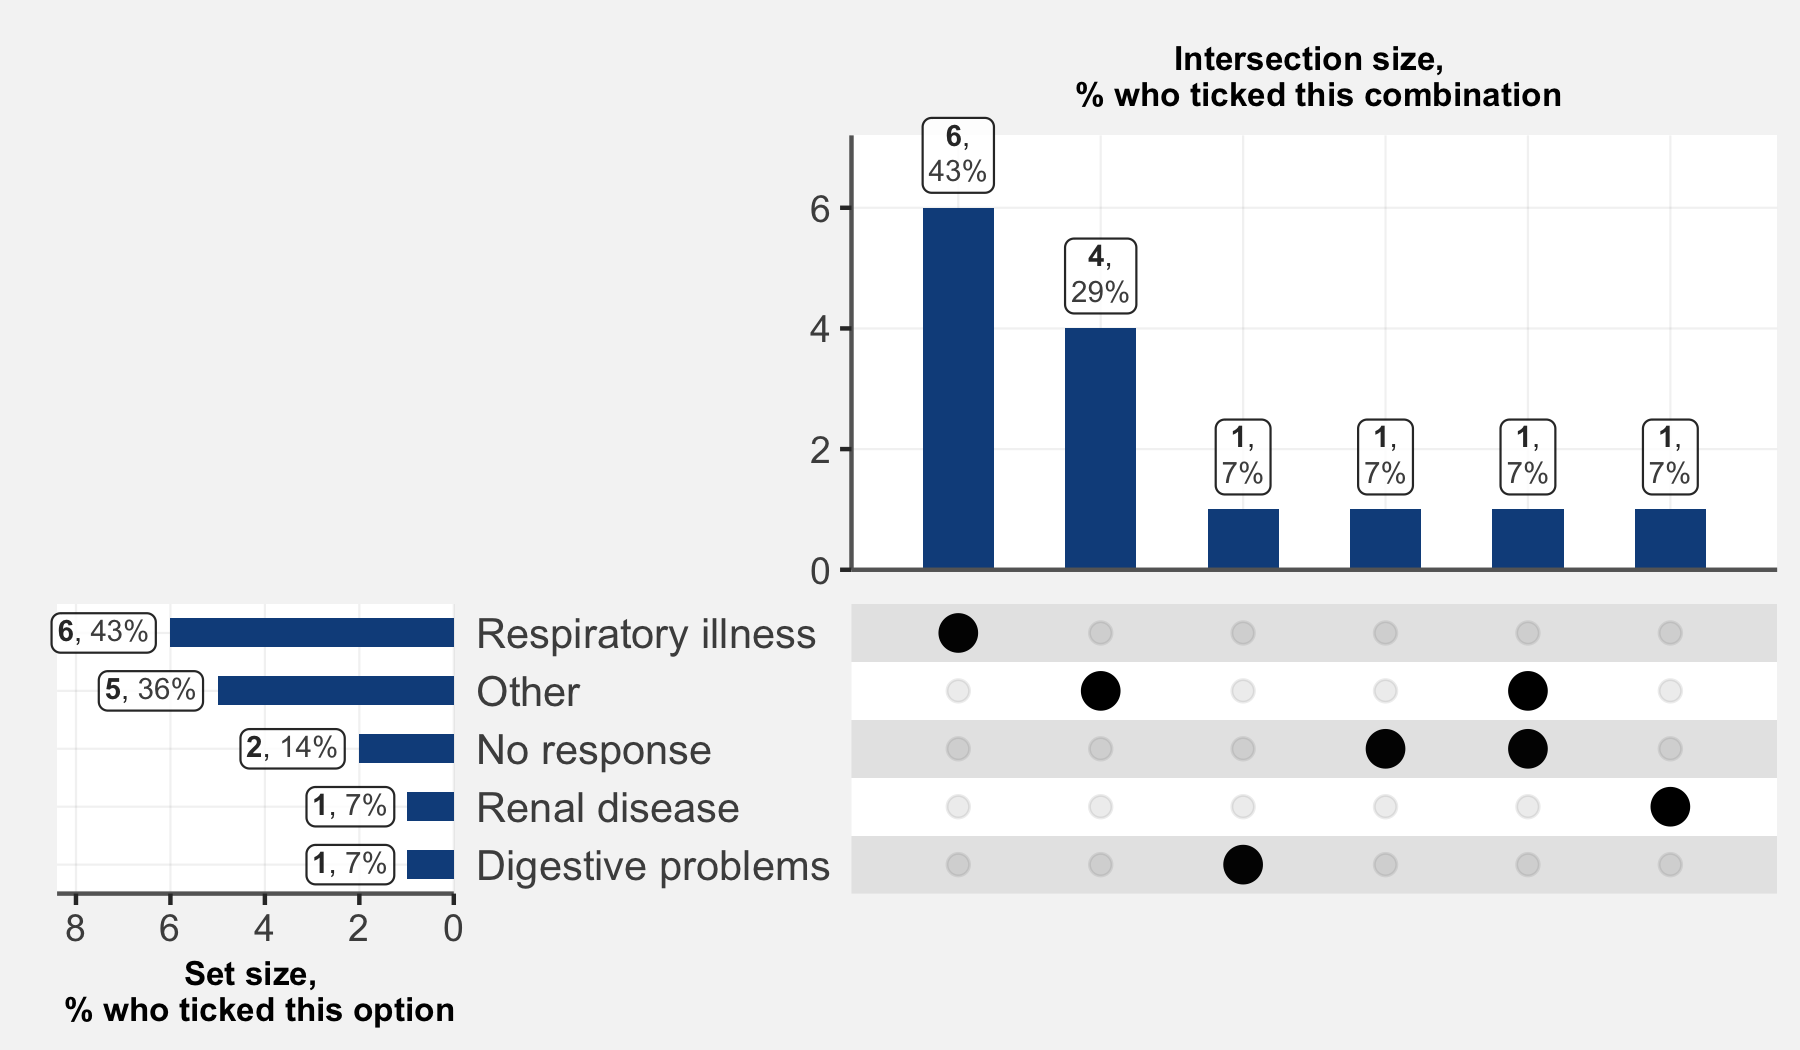 Intersection size,
% who ticked this combination
6,
43%
4,
29%
1,
7%
1,
7%
1,
7%
1,
7%
6
4
2
0
6, 43%
Respiratory illness
5, 36%
Other
2, 14%
No response
1, 7%
Renal disease
1, 7%
Digestive problems
8 6 4 2 0
Set size,
% who ticked this option